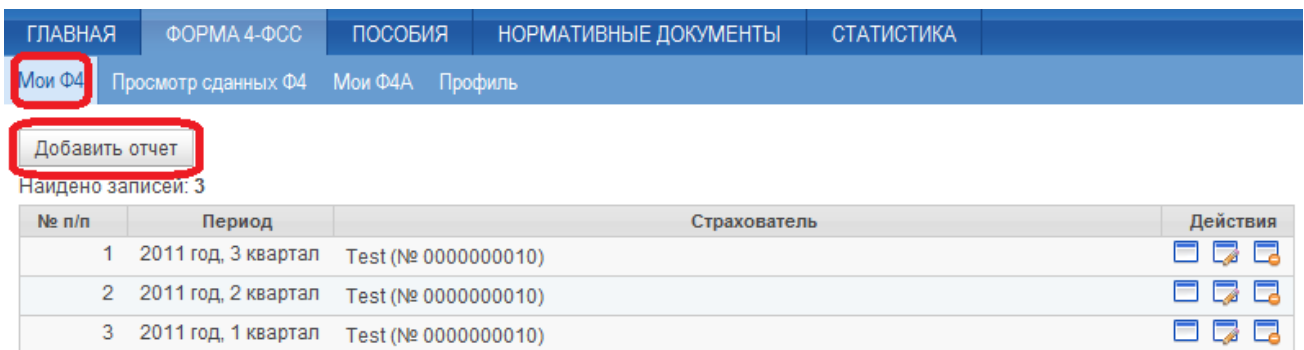 ГЛАВНАЯ ФОРМА 4-ФСС ПОСОБИЯ НОРМАТИВНЫЕ ДОКУМЕНТЫ СТАТИСТИКА
Мои Ф4 Просмотр сданных Ф4 Мои Ф4А Профиль
Добавить отчет
Найдено записей: 3
№ п/п Период Страхователь Действия
1 2011 год, 3 квартал Test (№ 0000000010)
2 2011 год, 2 квартал Test (№ 0000000010)
3 2011 год, 1 квартал Test (№ 0000000010)